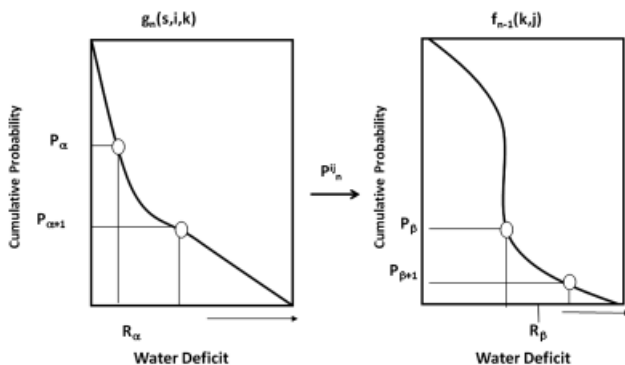 gₙ(s,i,k)
Cumulative Probability
Pα
Pα+1
Rα
Water Deficit
Pⁱʲₙ
fₙ₋₁(k,j)
Cumulative Probability
Pβ
Pβ+1
Rβ
Water Deficit